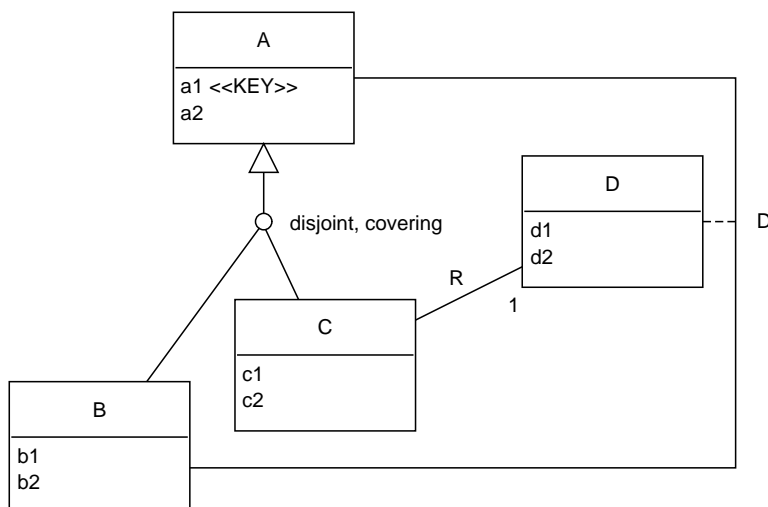 A
a1 <<KEY>>
a2
D
d1
d2
D
disjoint, covering
R
1
C
c1
c2
B
b1
b2